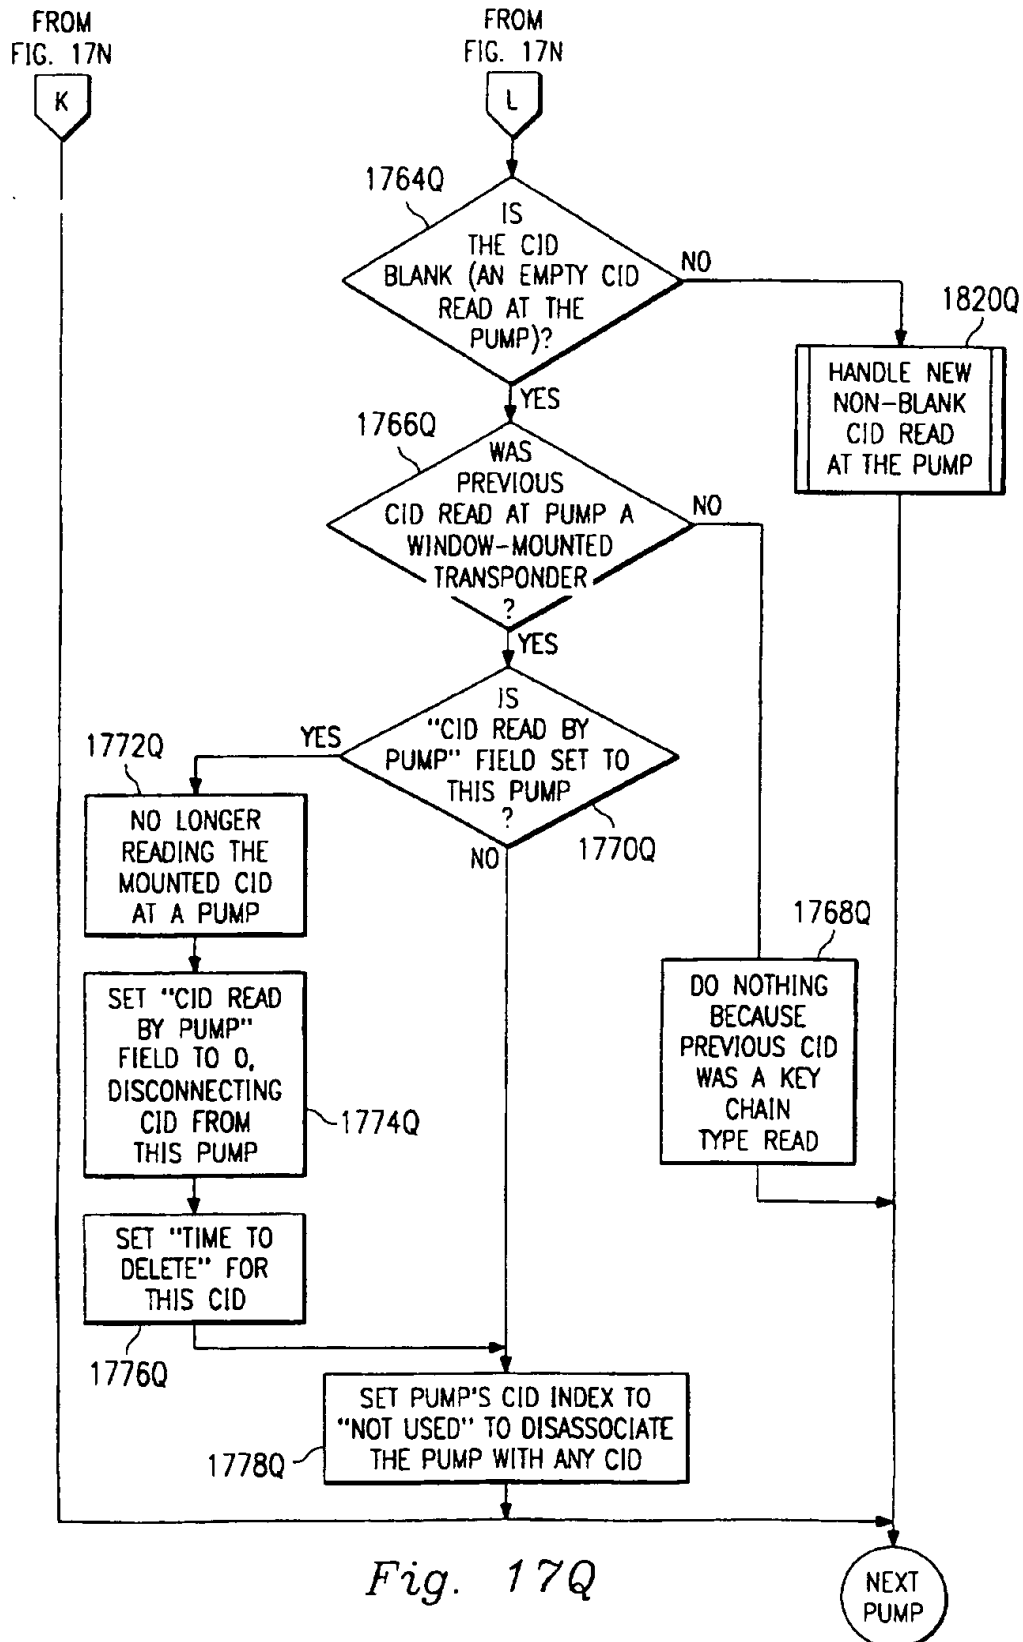 FROM
FIG. 17N
K
FROM
FIG. 17N
L
1764Q
IS
THE CID
BLANK (AN EMPTY CID
READ AT THE
PUMP)?
NO
YES
1820Q
HANDLE NEW
NON-BLANK
CID READ
AT THE PUMP
1766Q
WAS
PREVIOUS
CID READ AT PUMP A
WINDOW-MOUNTED
TRANSPONDER
?
NO
YES
IS
"CID READ BY
PUMP" FIELD SET TO
THIS PUMP
?
YES
1770Q
NO
1772Q
NO LONGER
READING THE
MOUNTED CID
AT A PUMP
1768Q
DO NOTHING
BECAUSE
PREVIOUS CID
WAS A KEY
CHAIN
TYPE READ
SET "CID READ
BY PUMP"
FIELD TO 0,
DISCONNECTING
CID FROM
THIS PUMP
1774Q
SET "TIME TO
DELETE" FOR
THIS CID
1776Q
SET PUMP'S CID INDEX TO
"NOT USED" TO DISASSOCIATE
THE PUMP WITH ANY CID
1778Q
NEXT
PUMP
Fig. 17Q